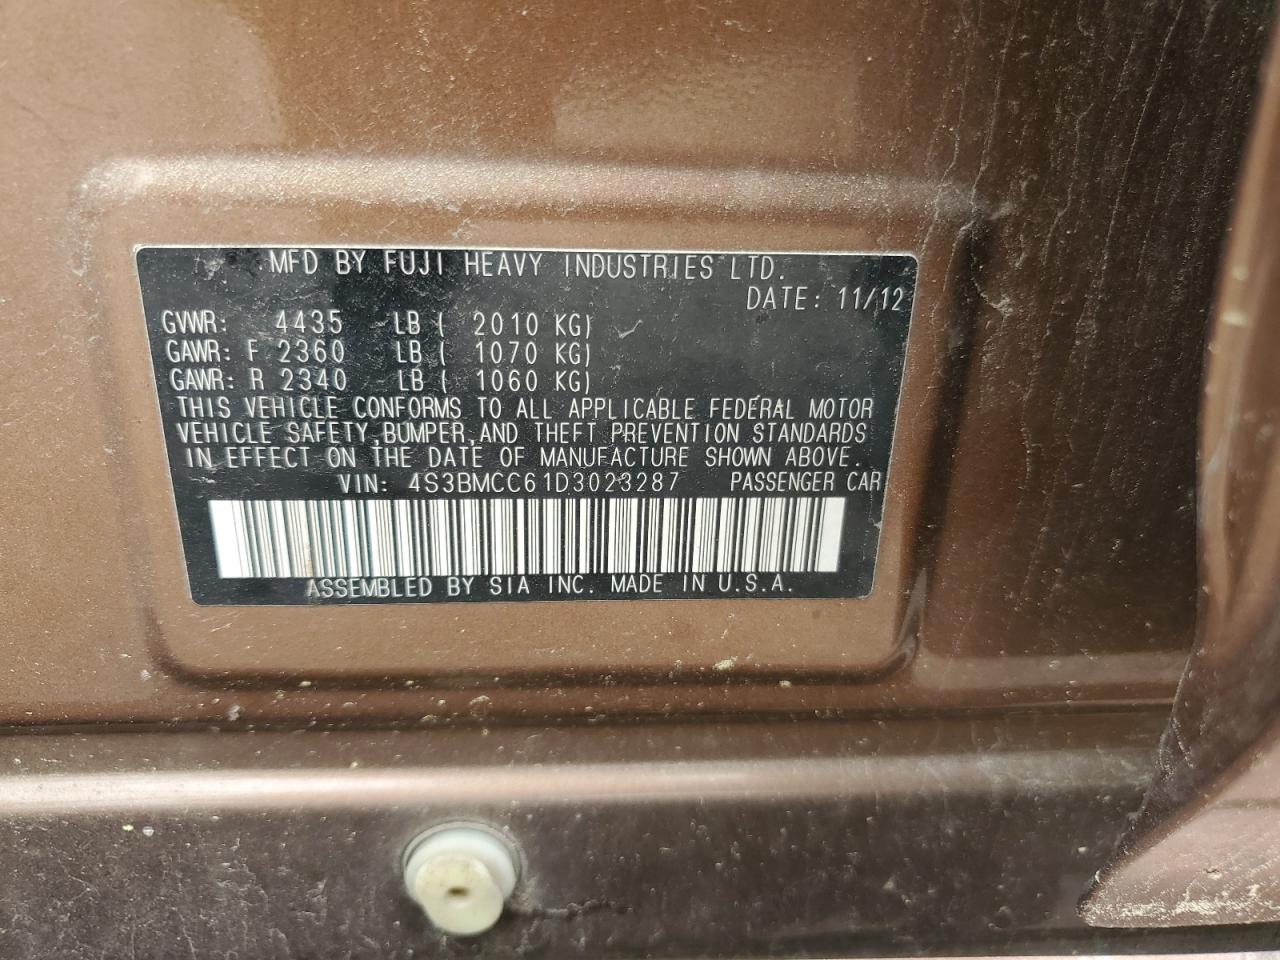 MFD BY FUJI HEAVY INDUSTRIES LTD.
DATE: 11/12
GVWR: 4435 LB ( 2010 KG)
GAWR: F 2360 LB ( 1070 KG)
GAWR: R 2340 LB ( 1060 KG)
THIS VEHICLE CONFORMS TO ALL APPLICABLE FEDERAL MOTOR
VEHICLE SAFETY,BUMPER,AND THEFT PREVENTION STANDARDS
IN EFFECT ON THE DATE OF MANUFACTURE SHOWN ABOVE.
VIN: 4S3BMCC61D3023287 PASSENGER CAR
ASSEMBLED BY SIA INC. MADE IN U.S.A.